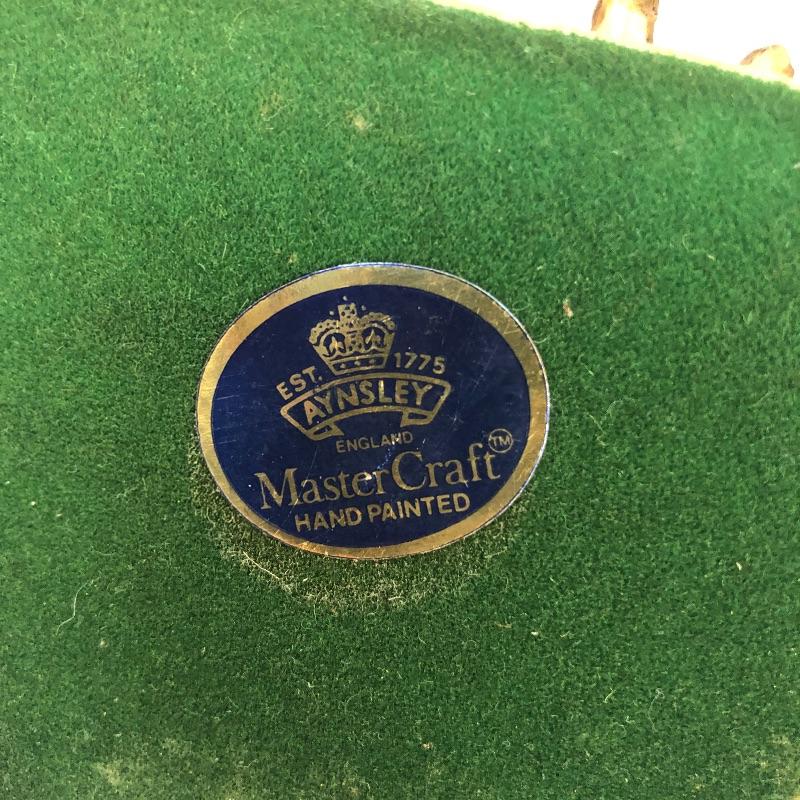 EST. 1775
AYNSLEY
ENGLAND
MasterCraft™
HAND PAINTED